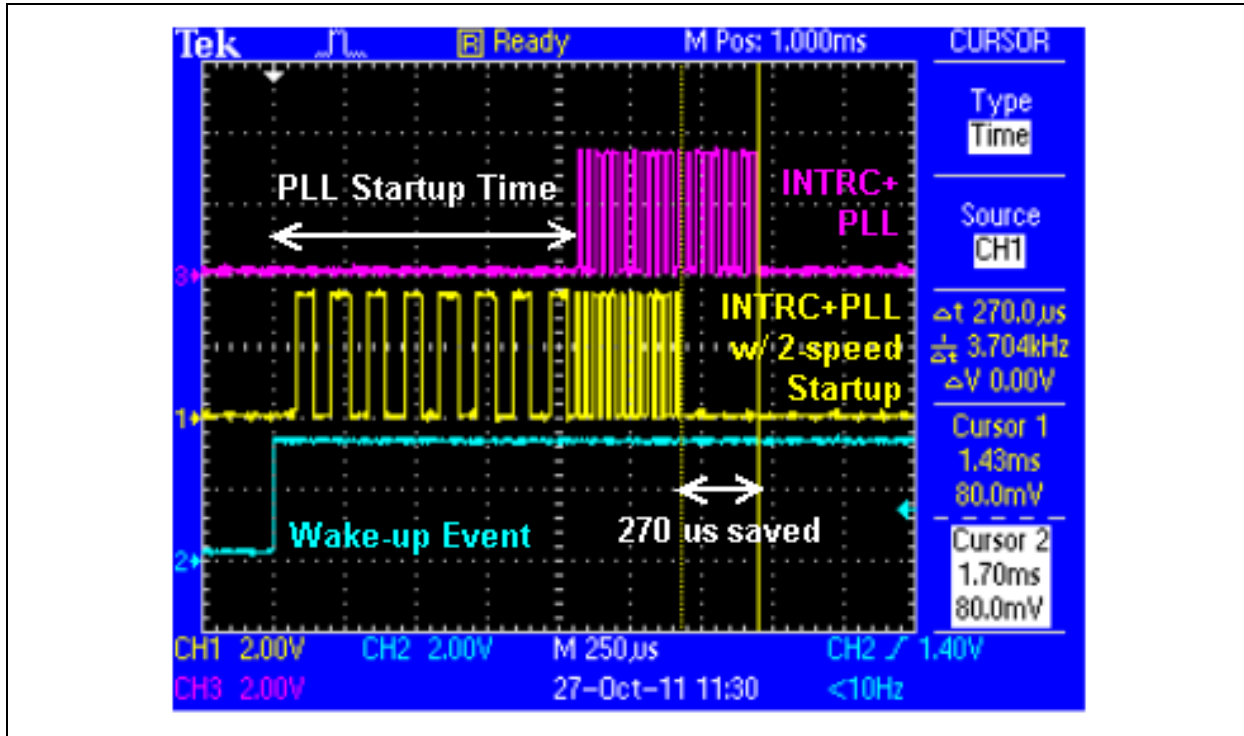 Tek R Ready M Pos: 1.000ms CURSOR
Type
Time
PLL Startup Time
INTRC+
PLL
Source
CH1
3
INTRC+PLL
w/ 2-speed
Startup
Δt 270.0µs
1/Δt 3.704kHz
ΔV 0.00V
1
Cursor 1
1.43ms
80.0mV
Wake-up Event
270 us saved
2
Cursor 2
1.70ms
80.0mV
CH1 2.00V CH2 2.00V M 250µs CH2 1.40V
CH3 2.00V 27-Oct-11 11:30 <10Hz